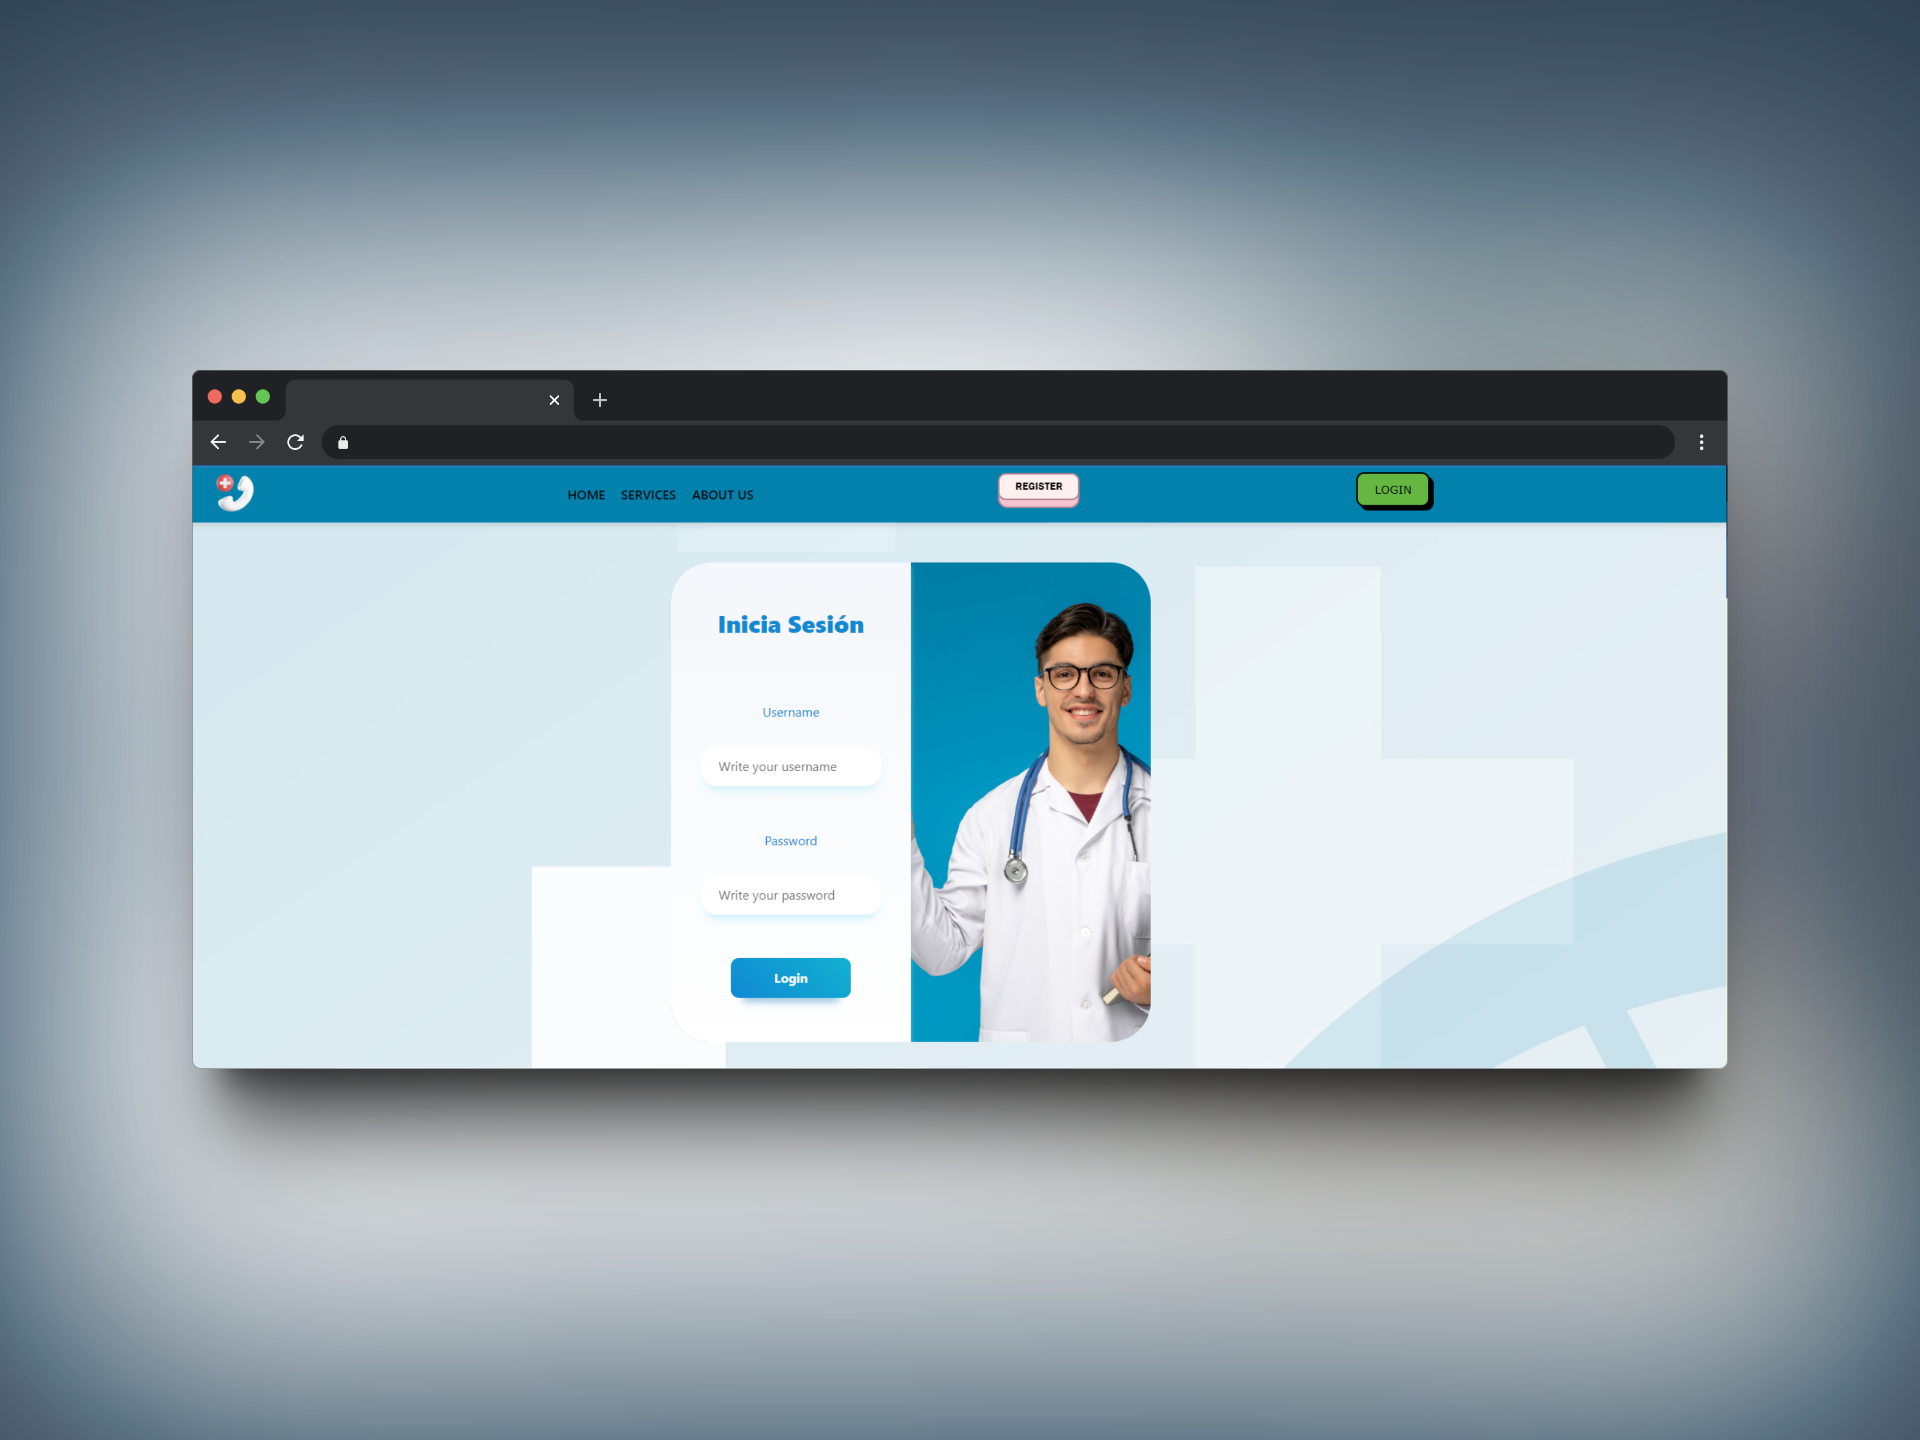 HOME SERVICES ABOUT US
REGISTER
LOGIN
Inicia Sesión
Username
Write your username
Password
Write your password
Login